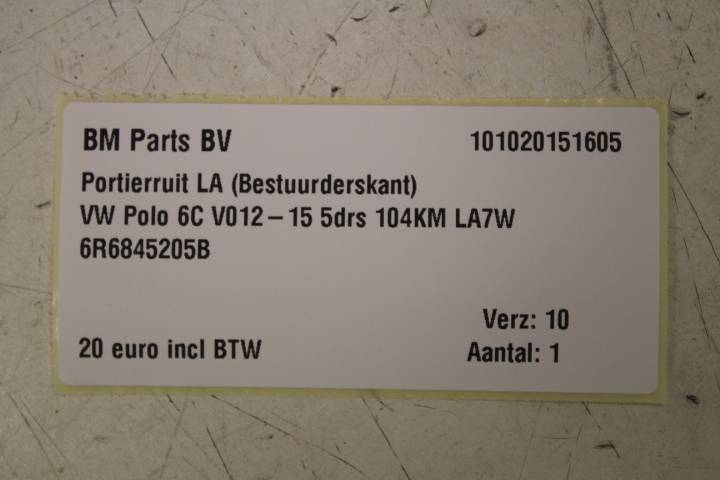 BM Parts BV 101020151605
Portierruit LA (Bestuurderskant)
VW Polo 6C V012-15 5drs 104KM LA7W
6R6845205B
Verz: 10
20 euro incl BTW Aantal: 1